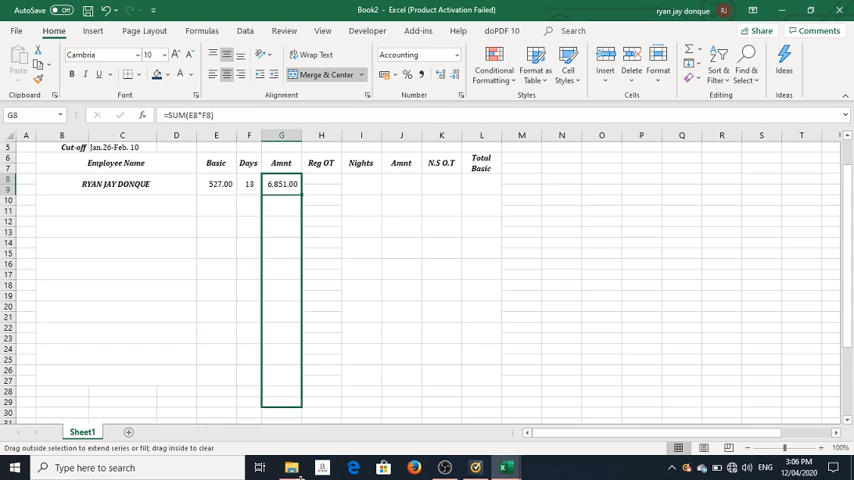 AutoSave Off Book2 - Excel (Product Activation Failed) ryan jay donque RJ
File Home Insert Page Layout Formulas Data Review View Developer Add-ins doPDF 10 Search Share Comments
Cambria 10 A A Wrap Text Accounting
Paste B I U A Merge & Center % Conditional Formatting Format as Table Cell Styles Insert Delete Format Sort & Filter Find & Select Ideas
Clipboard Font Alignment Number Styles Cells Editing Ideas
G8 fx =SUM(E8*F8)
A B C D E F G H I J K L M N O P Q R S T
5 Cut-off Jan.26-Feb. 10
6 Employee Name Basic Days Amnt Reg OT Nights Amnt N.S O.T Total Basic
7
8 RYAN JAY DONQUE 527.00 13 6,851.00
9
10
11
12
13
14
15
16
17
18
19
20
21
22
23
24
25
26
27
28
29
30
31
Sheet1
Drag outside selection to extend series or fill; drag inside to clear 100%
Type here to search ENG 3:06 PM
12/04/2020